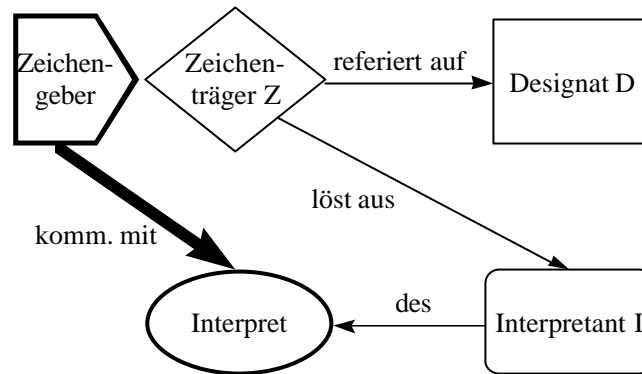 Zeichen-
geber
Zeichen-
träger Z
referiert auf
Designat D
löst aus
komm. mit
Interpret
des
Interpretant I